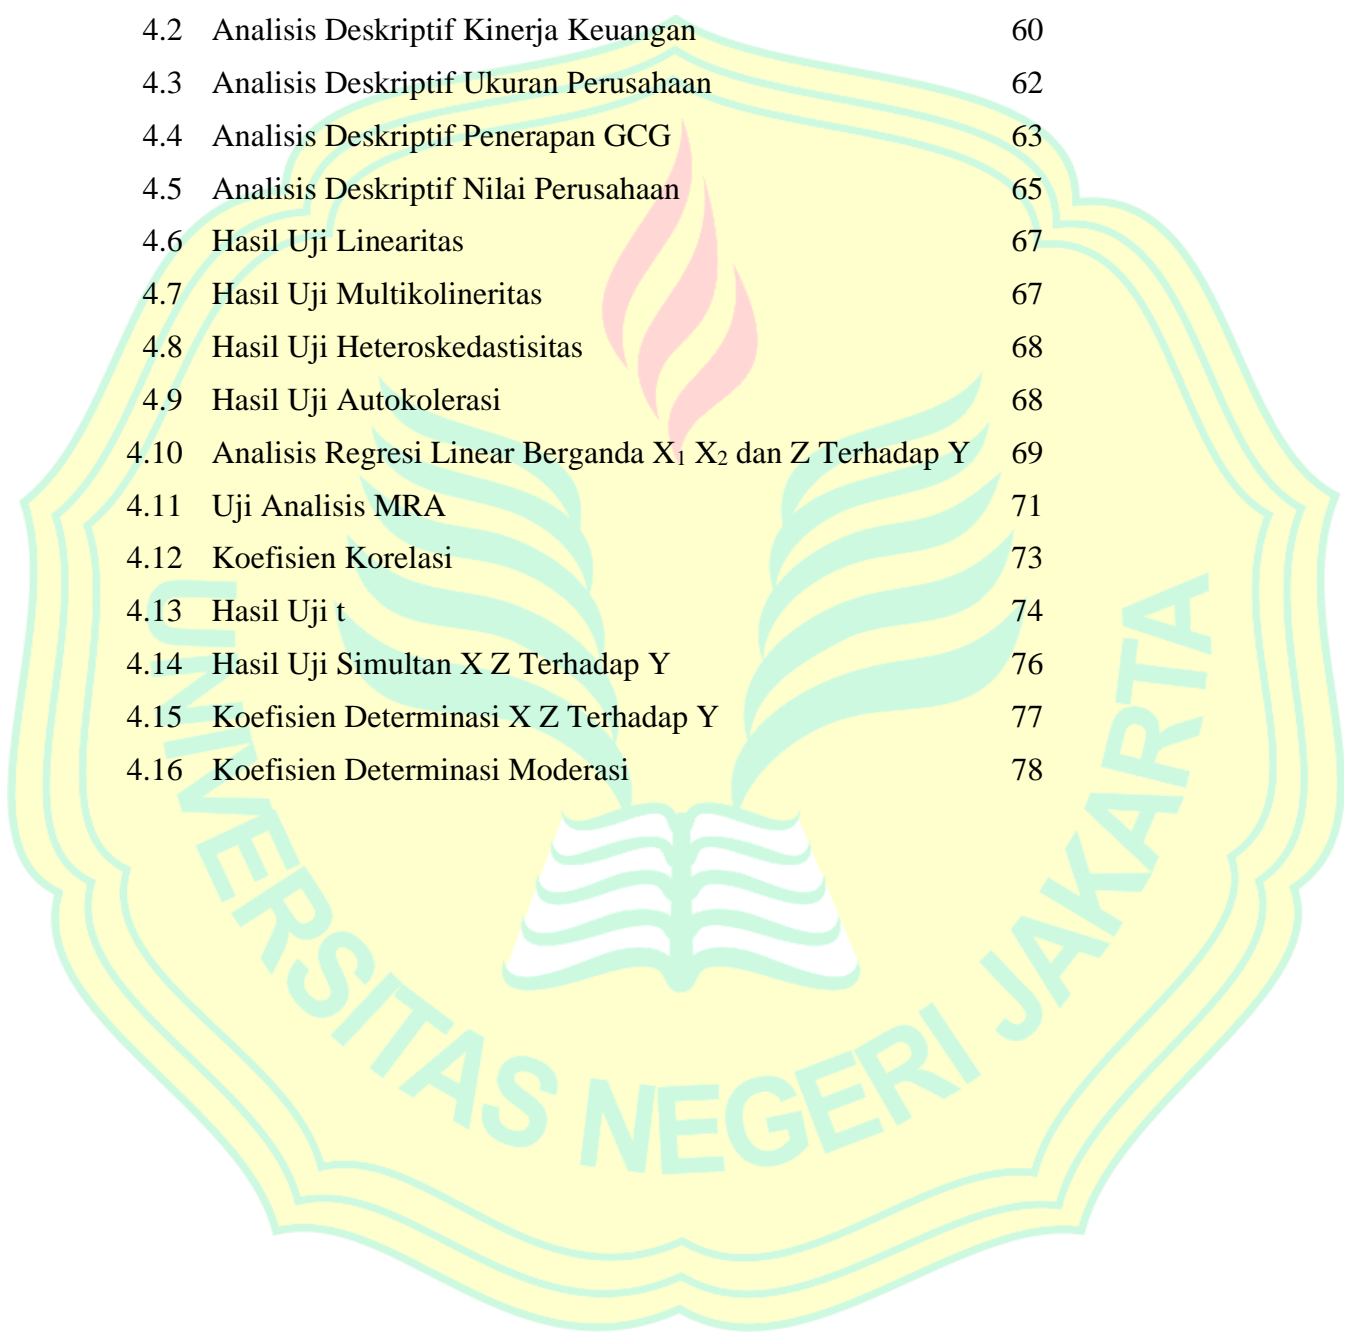 4.2 Analisis Deskriptif Kinerja Keuangan 60
4.3 Analisis Deskriptif Ukuran Perusahaan 62
4.4 Analisis Deskriptif Penerapan GCG 63
4.5 Analisis Deskriptif Nilai Perusahaan 65
4.6 Hasil Uji Linearitas 67
4.7 Hasil Uji Multikolineritas 67
4.8 Hasil Uji Heteroskedastisitas 68
4.9 Hasil Uji Autokolerasi 68
4.10 Analisis Regresi Linear Berganda X₁ X₂ dan Z Terhadap Y 69
4.11 Uji Analisis MRA 71
4.12 Koefisien Korelasi 73
4.13 Hasil Uji t 74
4.14 Hasil Uji Simultan X Z Terhadap Y 76
4.15 Koefisien Determinasi X Z Terhadap Y 77
4.16 Koefisien Determinasi Moderasi 78
UNIVERSITAS NEGERI JAKARTA